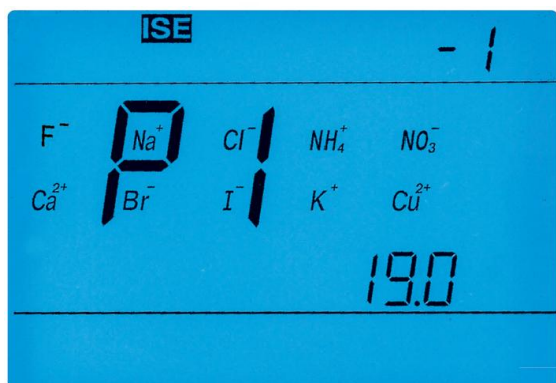 ISE
- 1
F⁻ Na⁺ Cl⁻ NH₄⁺ NO₃⁻
P1
Ca²⁺ Br⁻ I⁻ K⁺ Cu²⁺
19.0